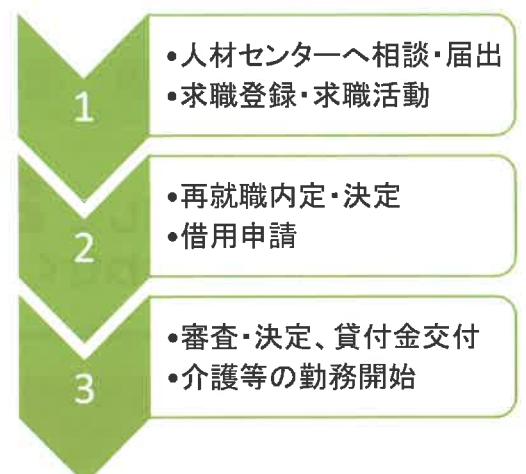 1
•人材センターへ相談・届出
•求職登録・求職活動
2
•再就職内定・決定
•借用申請
3
•審査・決定、貸付金交付
•介護等の勤務開始